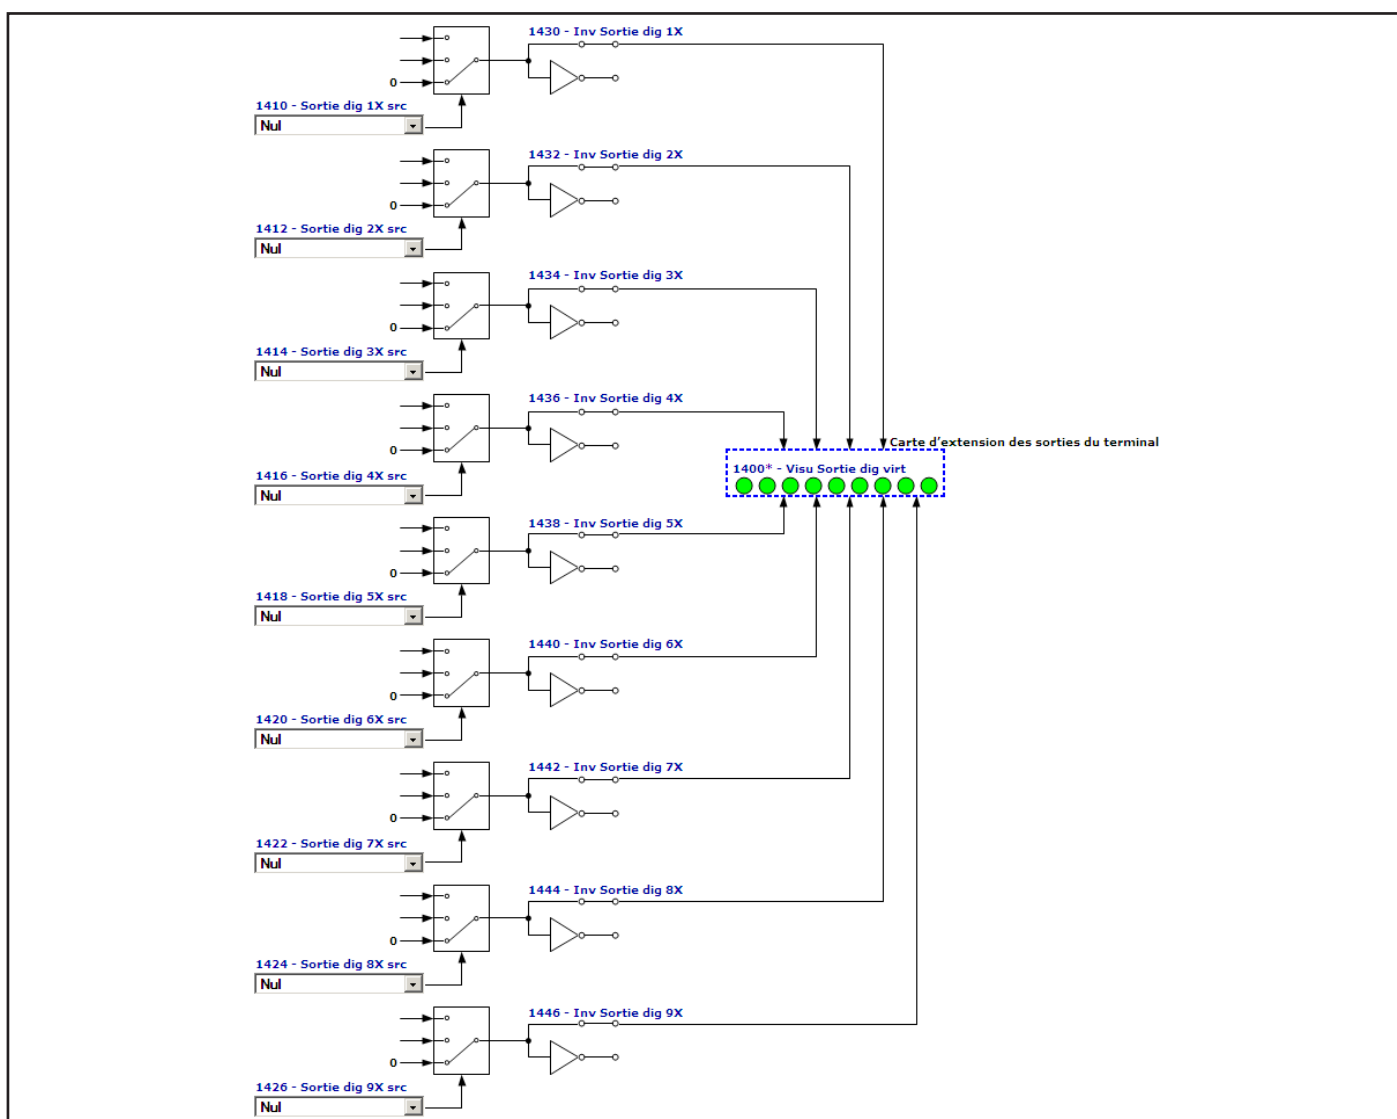 1430 - Inv Sortie dig 1X
0
1410 - Sortie dig 1X src
Nul
1432 - Inv Sortie dig 2X
0
1412 - Sortie dig 2X src
Nul
1434 - Inv Sortie dig 3X
0
1414 - Sortie dig 3X src
Nul
1436 - Inv Sortie dig 4X
0
1416 - Sortie dig 4X src
Nul
Carte d'extension des sorties du terminal
1400* - Visu Sortie dig virt
1438 - Inv Sortie dig 5X
0
1418 - Sortie dig 5X src
Nul
1440 - Inv Sortie dig 6X
0
1420 - Sortie dig 6X src
Nul
1442 - Inv Sortie dig 7X
0
1422 - Sortie dig 7X src
Nul
1444 - Inv Sortie dig 8X
0
1424 - Sortie dig 8X src
Nul
1446 - Inv Sortie dig 9X
0
1426 - Sortie dig 9X src
Nul